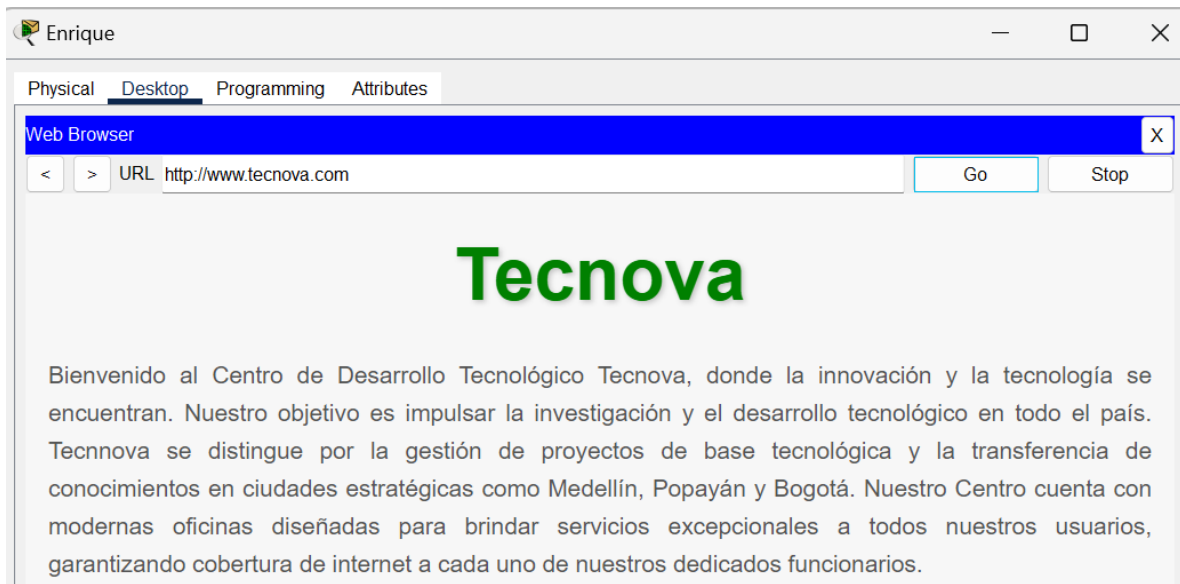 Enrique
Physical Desktop Programming Attributes
Web Browser X
< > URL http://www.tecnova.com Go Stop
Tecnova
Bienvenido al Centro de Desarrollo Tecnológico Tecnova, donde la innovación y la tecnología se
encuentran. Nuestro objetivo es impulsar la investigación y el desarrollo tecnológico en todo el país.
Tecnnova se distingue por la gestión de proyectos de base tecnológica y la transferencia de
conocimientos en ciudades estratégicas como Medellín, Popayán y Bogotá. Nuestro Centro cuenta con
modernas oficinas diseñadas para brindar servicios excepcionales a todos nuestros usuarios,
garantizando cobertura de internet a cada uno de nuestros dedicados funcionarios.